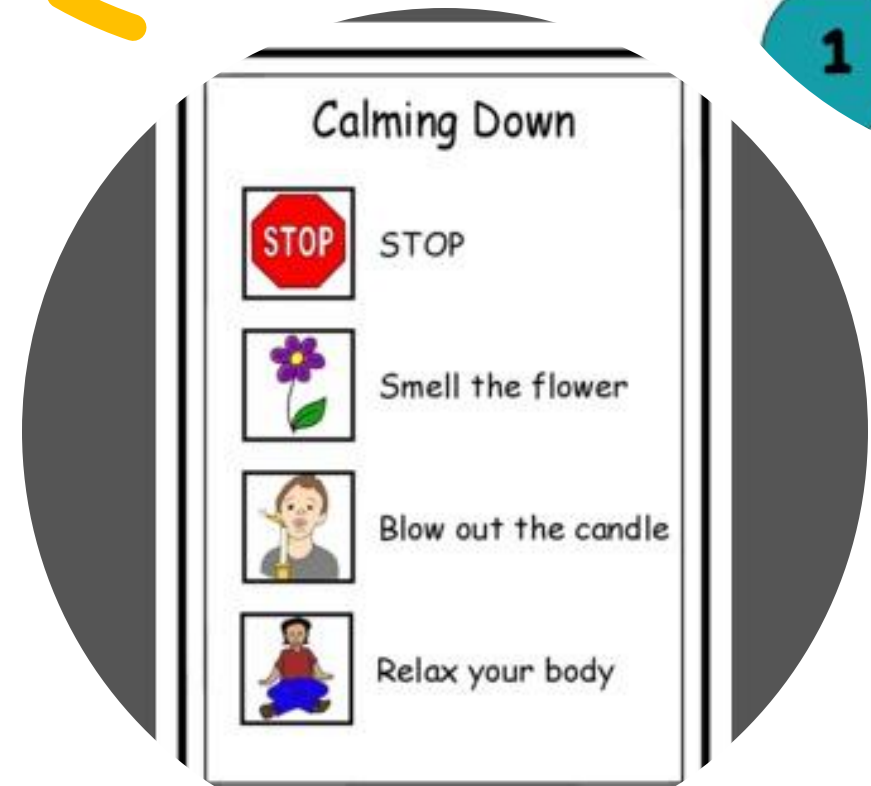 1
Calming Down
STOP
STOP
Smell the flower
Blow out the candle
Relax your body